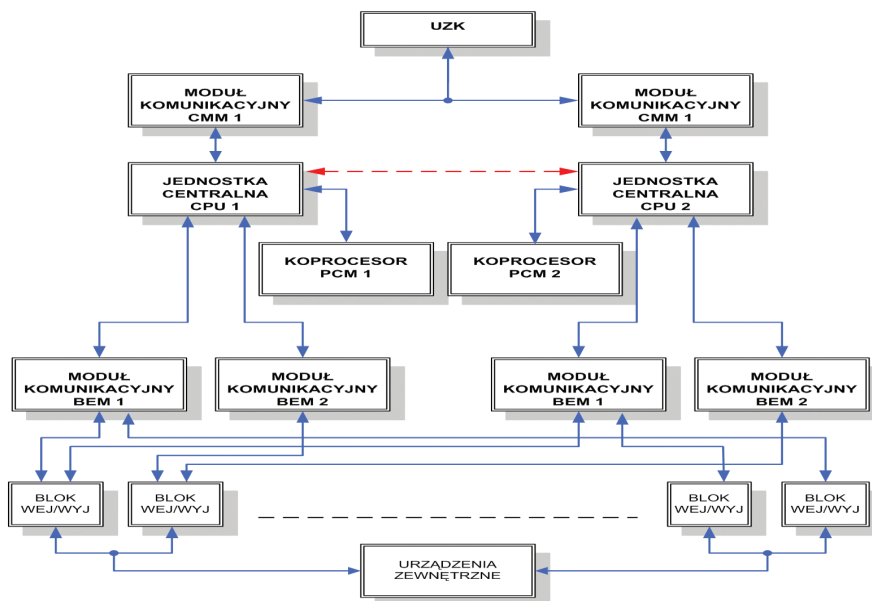 UZK
MODUŁ
KOMUNIKACYJNY
CMM 1
MODUŁ
KOMUNIKACYJNY
CMM 1
JEDNOSTKA
CENTRALNA
CPU 1
JEDNOSTKA
CENTRALNA
CPU 2
KOPROCESOR
PCM 1
KOPROCESOR
PCM 2
MODUŁ
KOMUNIKACYJNY
BEM 1
MODUŁ
KOMUNIKACYJNY
BEM 2
MODUŁ
KOMUNIKACYJNY
BEM 1
MODUŁ
KOMUNIKACYJNY
BEM 2
BLOK
WEJ/WYJ
BLOK
WEJ/WYJ
BLOK
WEJ/WYJ
BLOK
WEJ/WYJ
URZĄDZENIA
ZEWNĘTRZNE